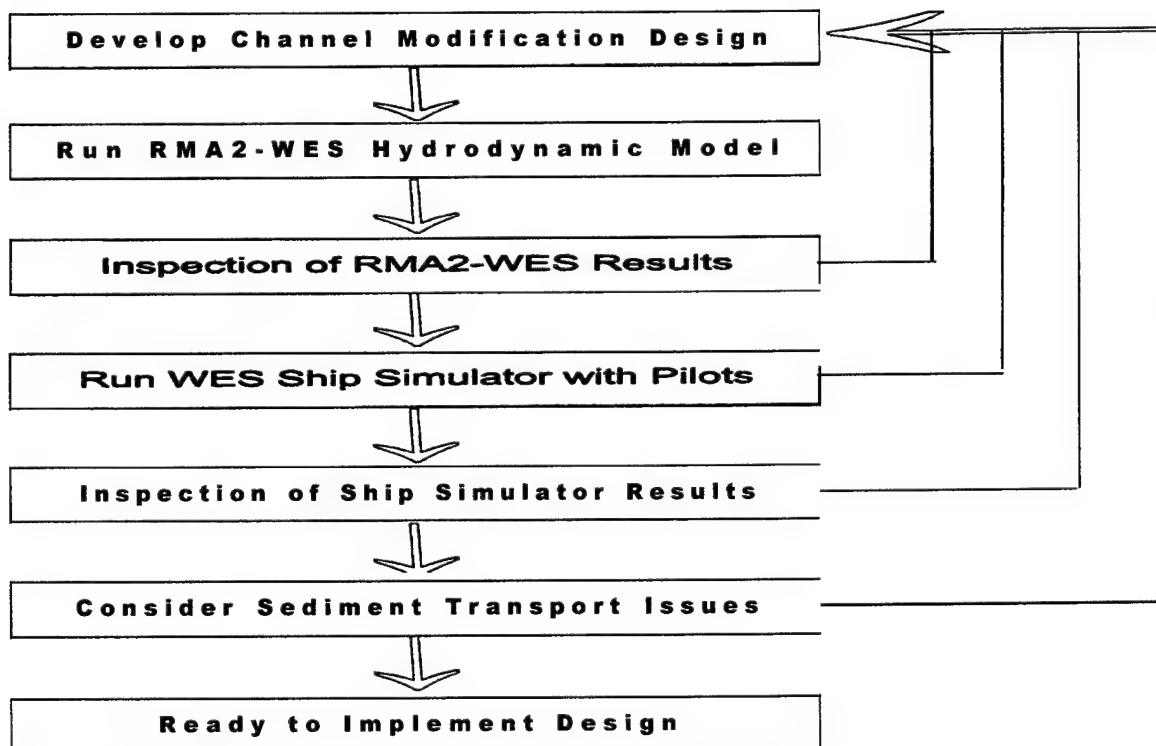 Develop Channel Modification Design
Run RMA2-WES Hydrodynamic Model
Inspection of RMA2-WES Results
Run WES Ship Simulator with Pilots
Inspection of Ship Simulator Results
Consider Sediment Transport Issues
Ready to Implement Design